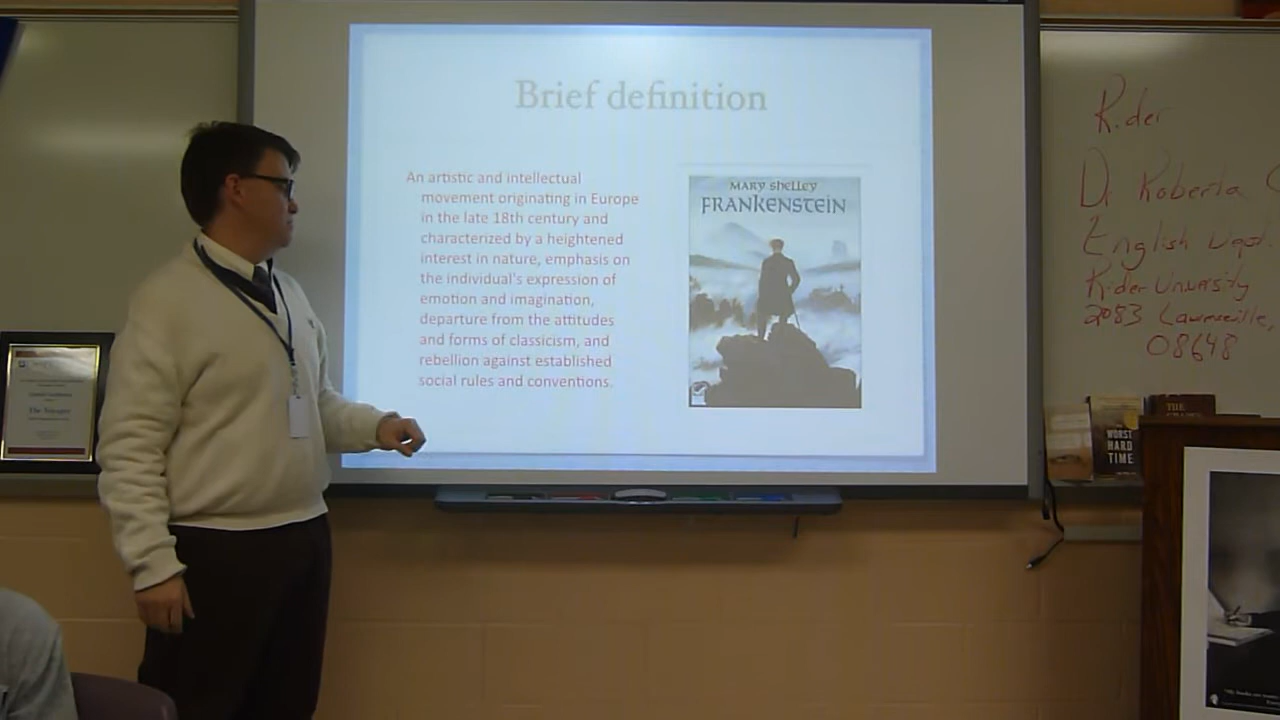 Brief definition
An artistic and intellectual
movement originating in Europe
in the late 18th century and
characterized by a heightened
interest in nature, emphasis on
the individual's expression of
emotion and imagination,
departure from the attitudes
and forms of classicism, and
rebellion against established
social rules and conventions.
MARY SHELLEY
FRANKENSTEIN
Rider
Dr Roberta C
English
Rider University
2083 Lawrenceville,
08648
THE
WORST
HARD
TIME
The Voyager